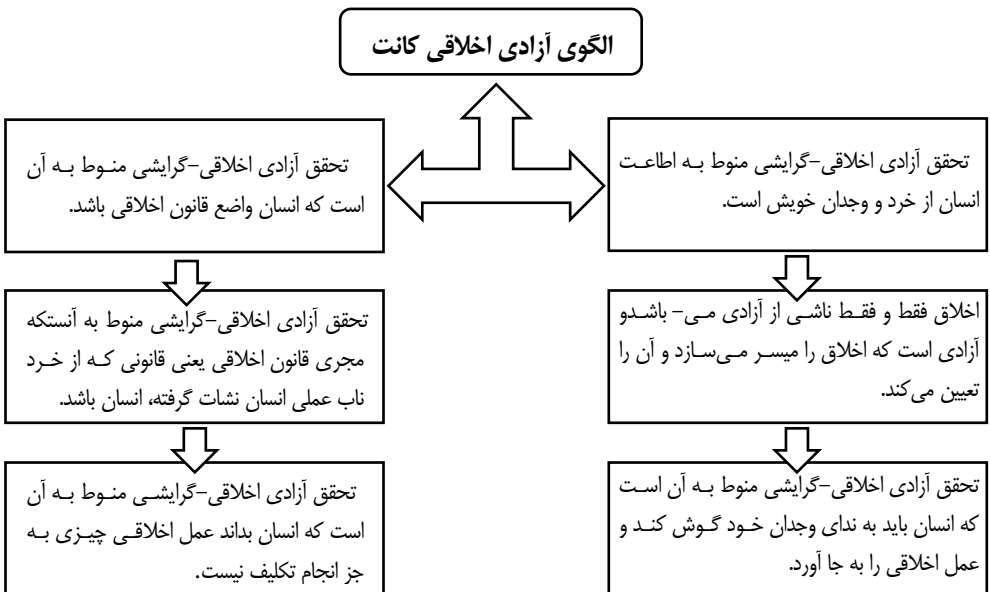 الگوی آزادی اخلاقی کانت
تحقق آزادی اخلاقی-گرایشی منوط به اطاعت
انسان از خرد و وجدان خویش است.
اخلاق فقط و فقط ناشی از آزادی می- باشدو
آزادی است که اخلاق را میسر می‌سازد و آن را
تعیین می‌کند.
تحقق آزادی اخلاقی-گرایشی منوط به آن است
که انسان باید به ندای وجدان خود گوش کند و
عمل اخلاقی را به جا آورد.
تحقق آزادی اخلاقی-گرایشی منوط به آن
است که انسان واضع قانون اخلاقی باشد.
تحقق آزادی اخلاقی-گرایشی منوط به آنستکه
مجری قانون اخلاقی یعنی قانونی که از خرد
ناب عملی انسان نشات گرفته، انسان باشد.
تحقق آزادی اخلاقی-گرایشی منوط به آن
است که انسان بداند عمل اخلاقی چیزی به
جز انجام تکلیف نیست.